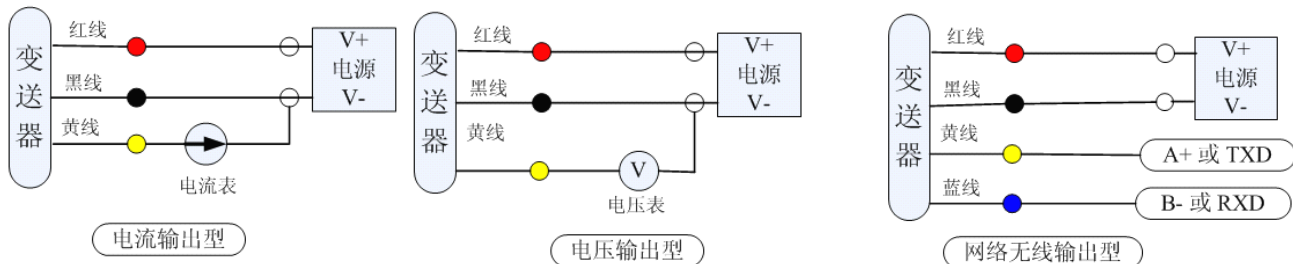 变送器
红线
黑线
黄线
电流表
V+
电源
V-
电流输出型
变送器
红线
黑线
黄线
V
电压表
V+
电源
V-
电压输出型
变送器
红线
黑线
黄线
蓝线
V+
电源
V-
A+ 或 TXD
B- 或 RXD
网络无线输出型